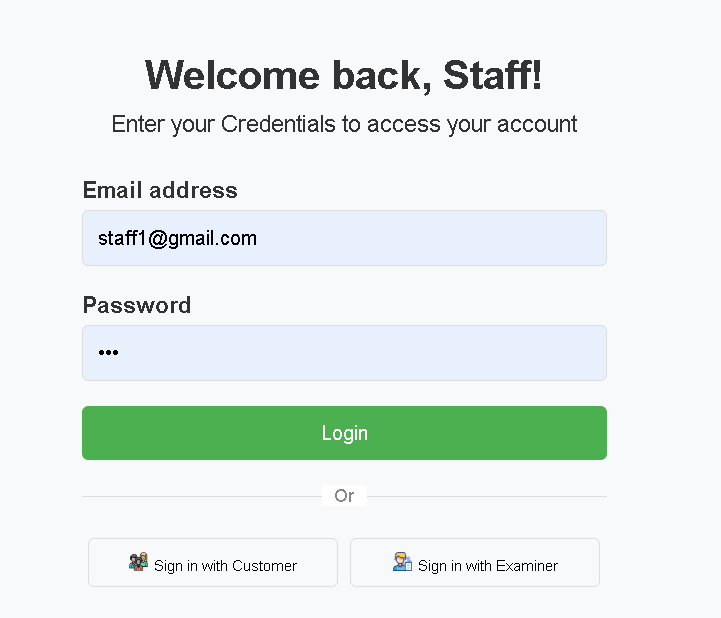 Welcome back, Staff!
Enter your Credentials to access your account
Email address
staff1@gmail.com
Password
•••
Login
Or
Sign in with Customer
Sign in with Examiner